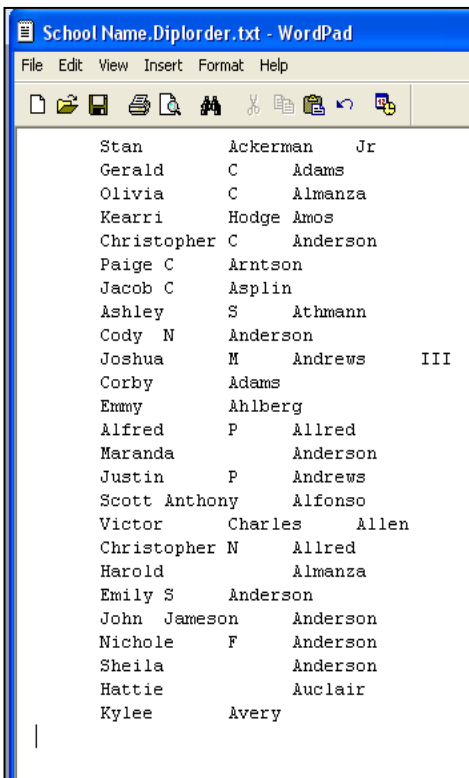 School Name.Diplorder.txt - WordPad
File Edit View Insert Format Help
Stan Ackerman Jr
Gerald C Adams
Olivia C Almanza
Kearri Hodge Amos
Christopher C Anderson
Paige C Arntson
Jacob C Asplin
Ashley S Athmann
Cody N Anderson
Joshua M Andrews III
Corby Adams
Emmy Ahlberg
Alfred P Allred
Maranda Anderson
Justin P Andrews
Scott Anthony Alfonso
Victor Charles Allen
Christopher N Allred
Harold Almanza
Emily S Anderson
John Jameson Anderson
Nichole F Anderson
Sheila Anderson
Hattie Auclair
Kylee Avery